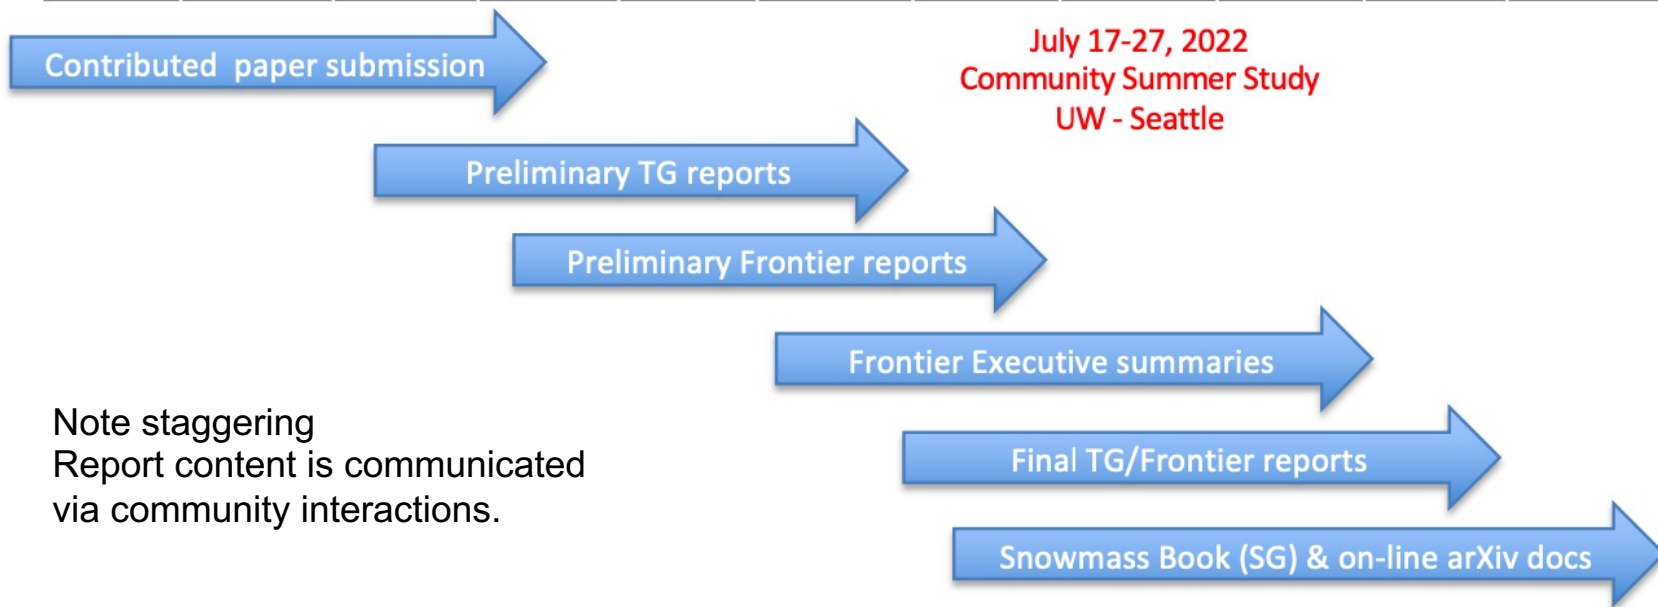 Contributed  paper submission
July 17-27, 2022
Community Summer Study
UW - Seattle
Preliminary TG reports
Preliminary Frontier reports
Frontier Executive summaries
Note staggering
Report content is communicated
via community interactions.
Final TG/Frontier reports
Snowmass Book (SG) & on-line arXiv docs